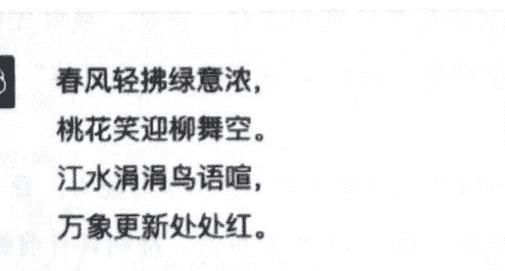 春风轻拂绿意浓，
桃花笑迎柳舞空。
江水涓涓鸟语喧，
万象更新处处红。